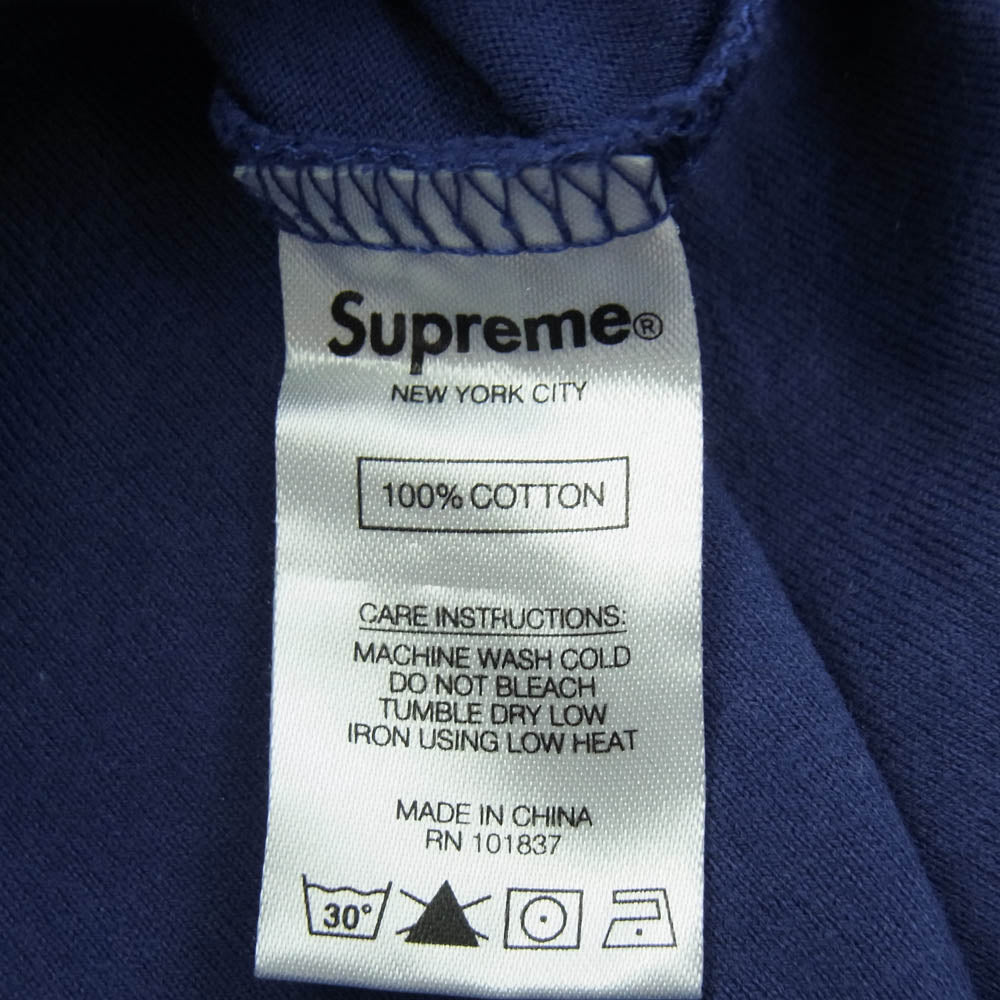 Supreme®
NEW YORK CITY
100% COTTON
CARE INSTRUCTIONS:
MACHINE WASH COLD
DO NOT BLEACH
TUMBLE DRY LOW
IRON USING LOW HEAT
MADE IN CHINA
RN 101837
30°